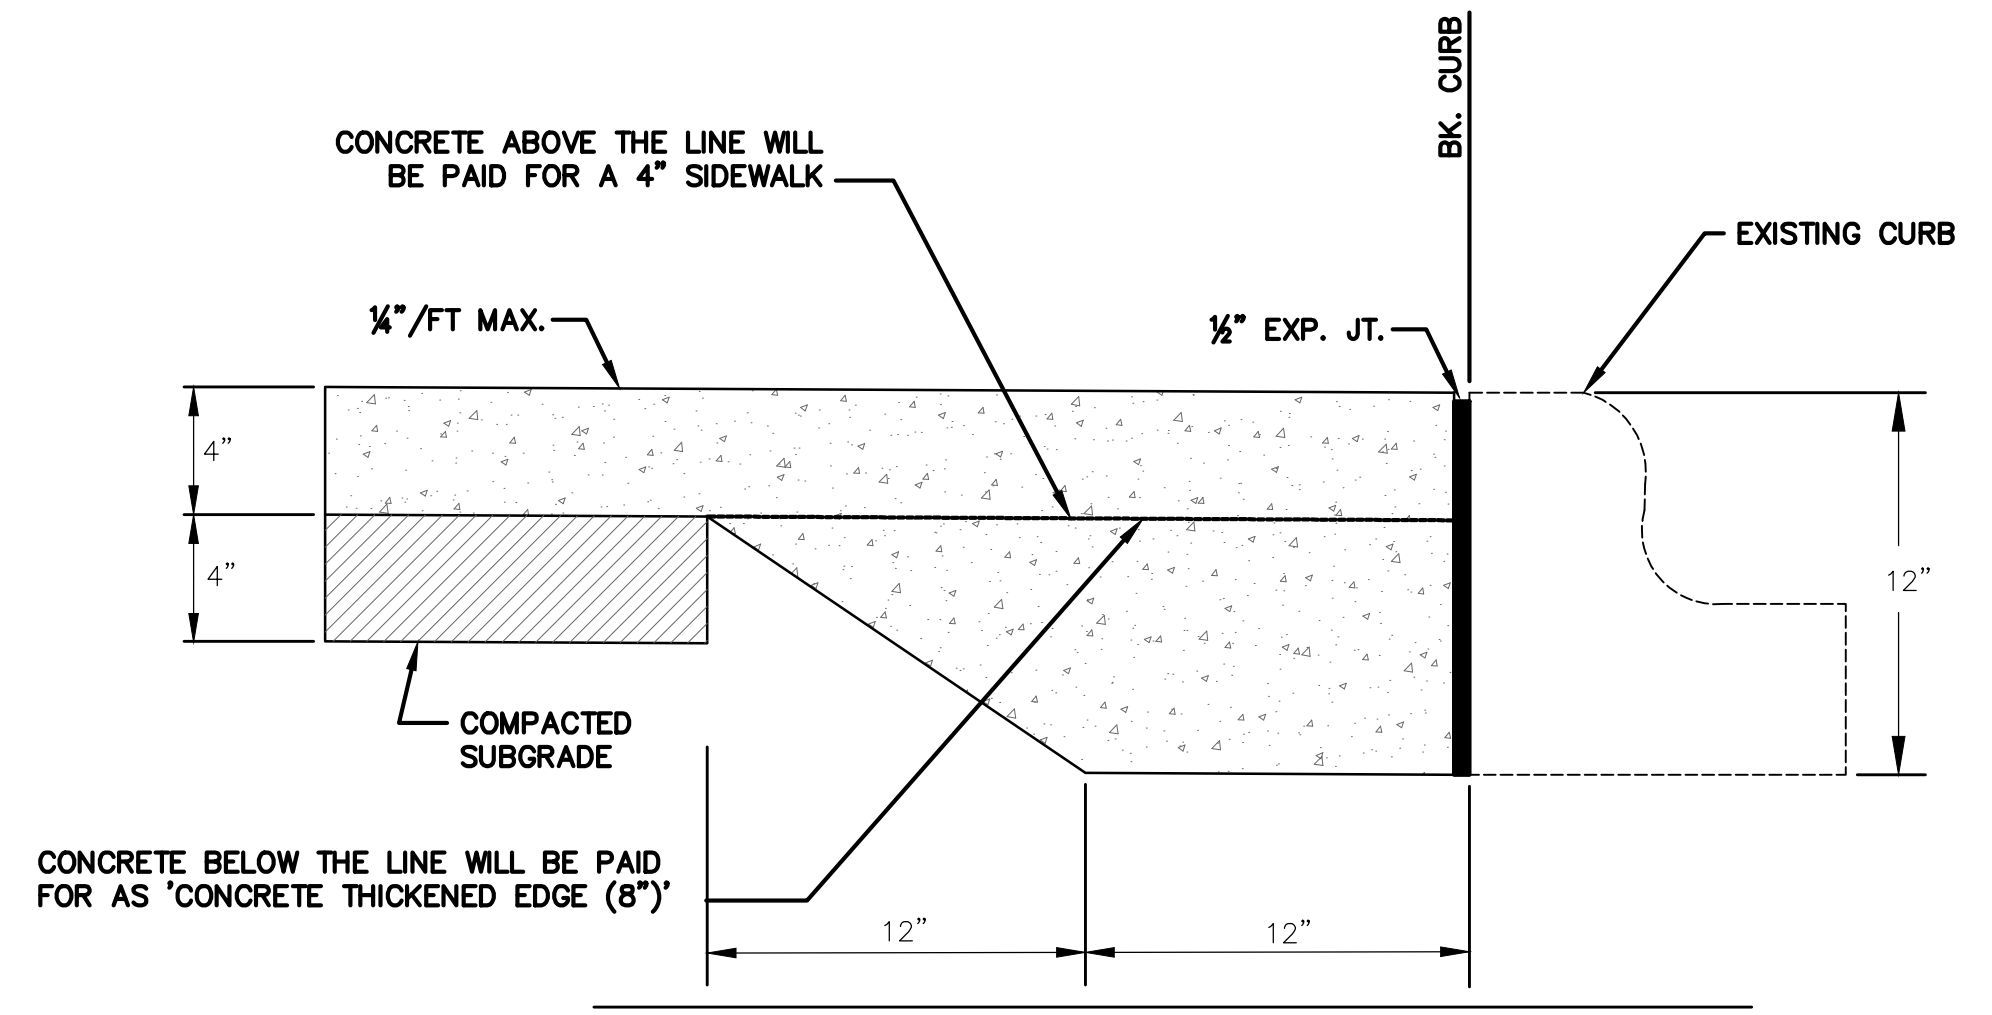 BK. CURB
CONCRETE ABOVE THE LINE WILL
BE PAID FOR A 4" SIDEWALK
EXISTING CURB
¼"/FT MAX.
½" EXP. JT.
4"
4"
12"
COMPACTED
SUBGRADE
CONCRETE BELOW THE LINE WILL BE PAID
FOR AS 'CONCRETE THICKENED EDGE (8")'
12"
12"